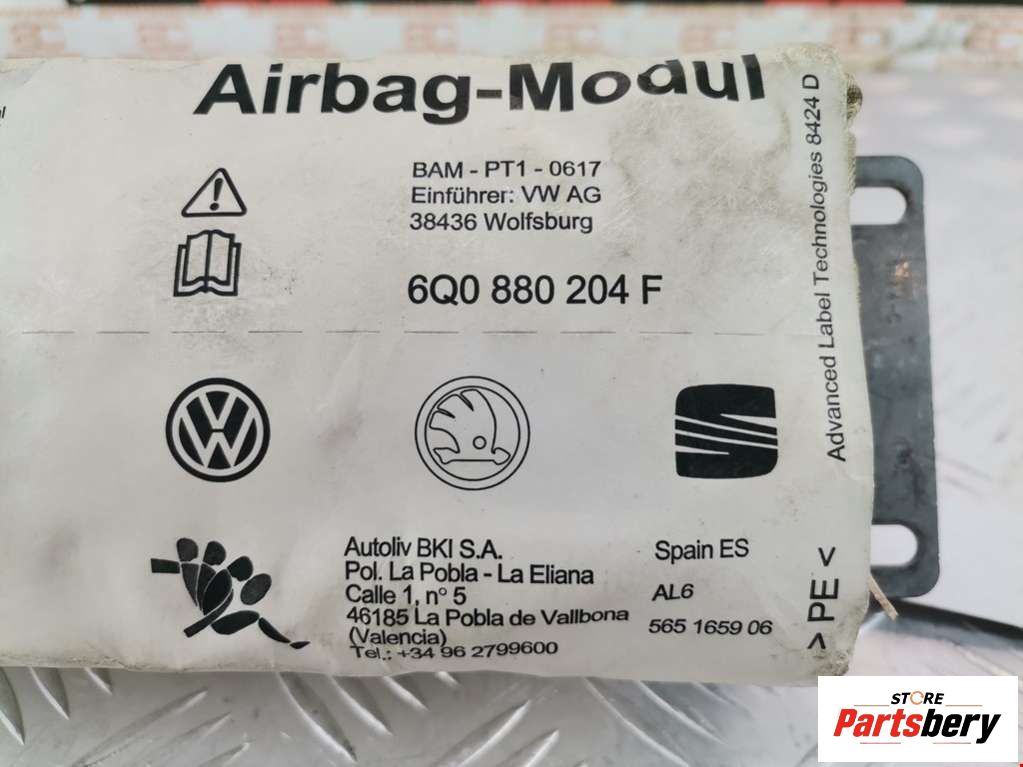 Airbag-Modul
BAM - PT1 - 0617
Einführer: VW AG
38436 Wolfsburg
6Q0 880 204 F
Advanced Label Technologies 8424 D
Autoliv BKI S.A.
Pol. La Pobla - La Eliana
Calle 1, n° 5
46185 La Pobla de Vallbona
(Valencia)
Tel.: +34 96 2799600
Spain ES
AL6
565 1659 06
> PE <
STORE
Partsbery